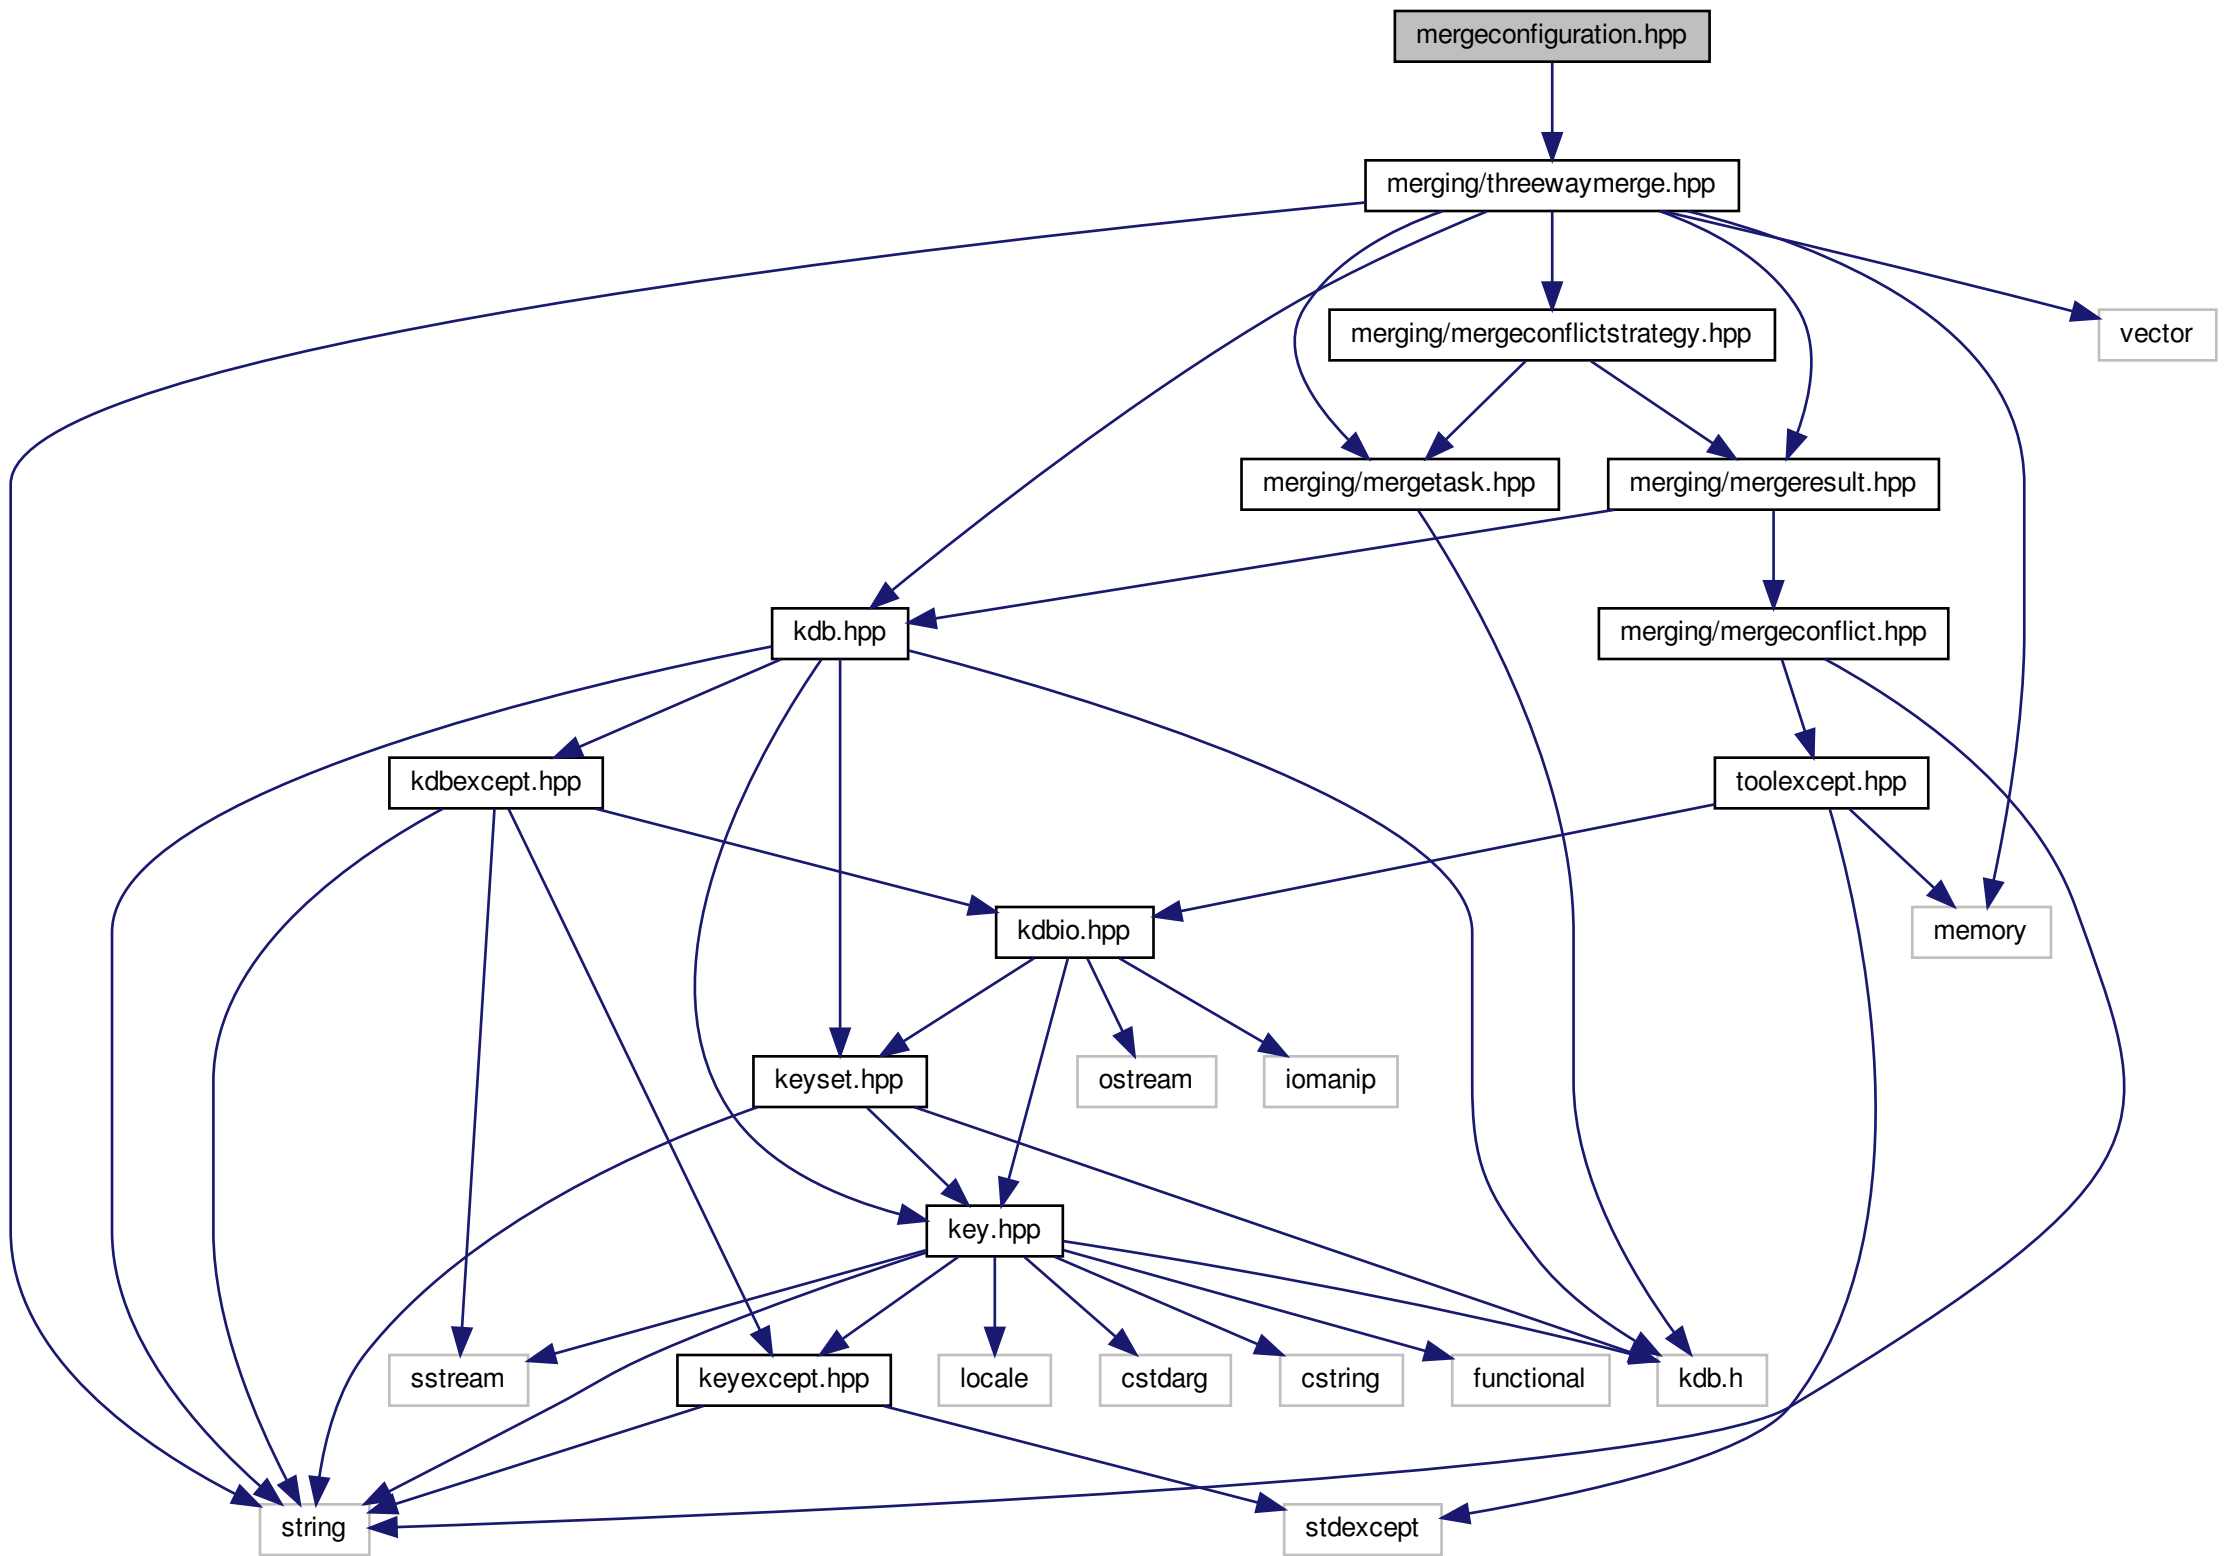 mergeconfiguration.hpp
merging/threewaymerge.hpp
merging/mergeconflictstrategy.hpp
vector
merging/mergetask.hpp
merging/mergeresult.hpp
kdb.hpp
merging/mergeconflict.hpp
kdbexcept.hpp
toolexcept.hpp
kdbio.hpp
memory
keyset.hpp
ostream
iomanip
key.hpp
sstream
keyexcept.hpp
locale
cstdarg
cstring
functional
kdb.h
string
stdexcept